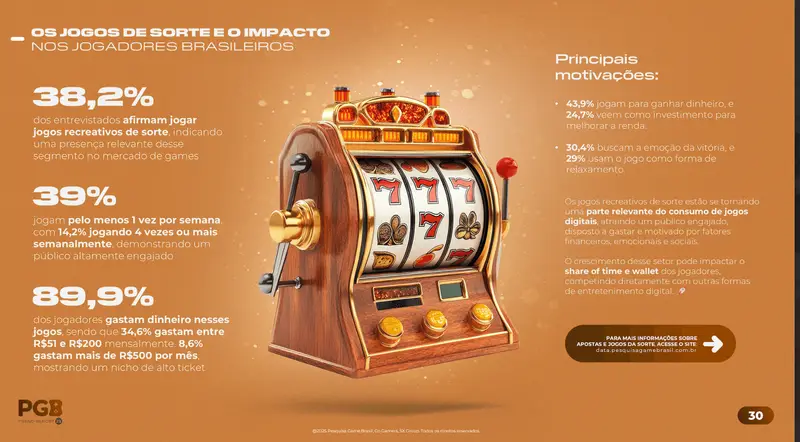 OS JOGOS DE SORTE E O IMPACTO
NOS JOGADORES BRASILEIROS
38,2%
dos entrevistados afirmam jogar
jogos recreativos de sorte, indicando
uma presença relevante desse
segmento no mercado de games
39%
jogam pelo menos 1 vez por semana,
com 14,2% jogando 4 vezes ou mais
semanalmente, demonstrando um
público altamente engajado
89,9%
dos jogadores gastam dinheiro nesses
jogos, sendo que 34,6% gastam entre
R$51 e R$200 mensalmente. 8,6%
gastam mais de R$500 por mês,
mostrando um nicho de alto ticket
7 7
7
Principais
motivações:
• 43,9% jogam para ganhar dinheiro, e
24,7% veem como investimento para
melhorar a renda.
• 30,4% buscam a emoção da vitória, e
29% usam o jogo como forma de
relaxamento.
Os jogos recreativos de sorte estão se tornando
uma parte relevante do consumo de jogos
digitais, atraindo um público engajado,
disposto a gastar e motivado por fatores
financeiros, emocionais e sociais.
O crescimento desse setor pode impactar o
share of time e wallet dos jogadores,
competindo diretamente com outras formas
de entretenimento digital.
PARA MAIS INFORMAÇÕES SOBRE
APOSTAS E JOGOS DA SORTE, ACESSE O SITE:
data.pesquisagamebrasil.com.br
PGB
30